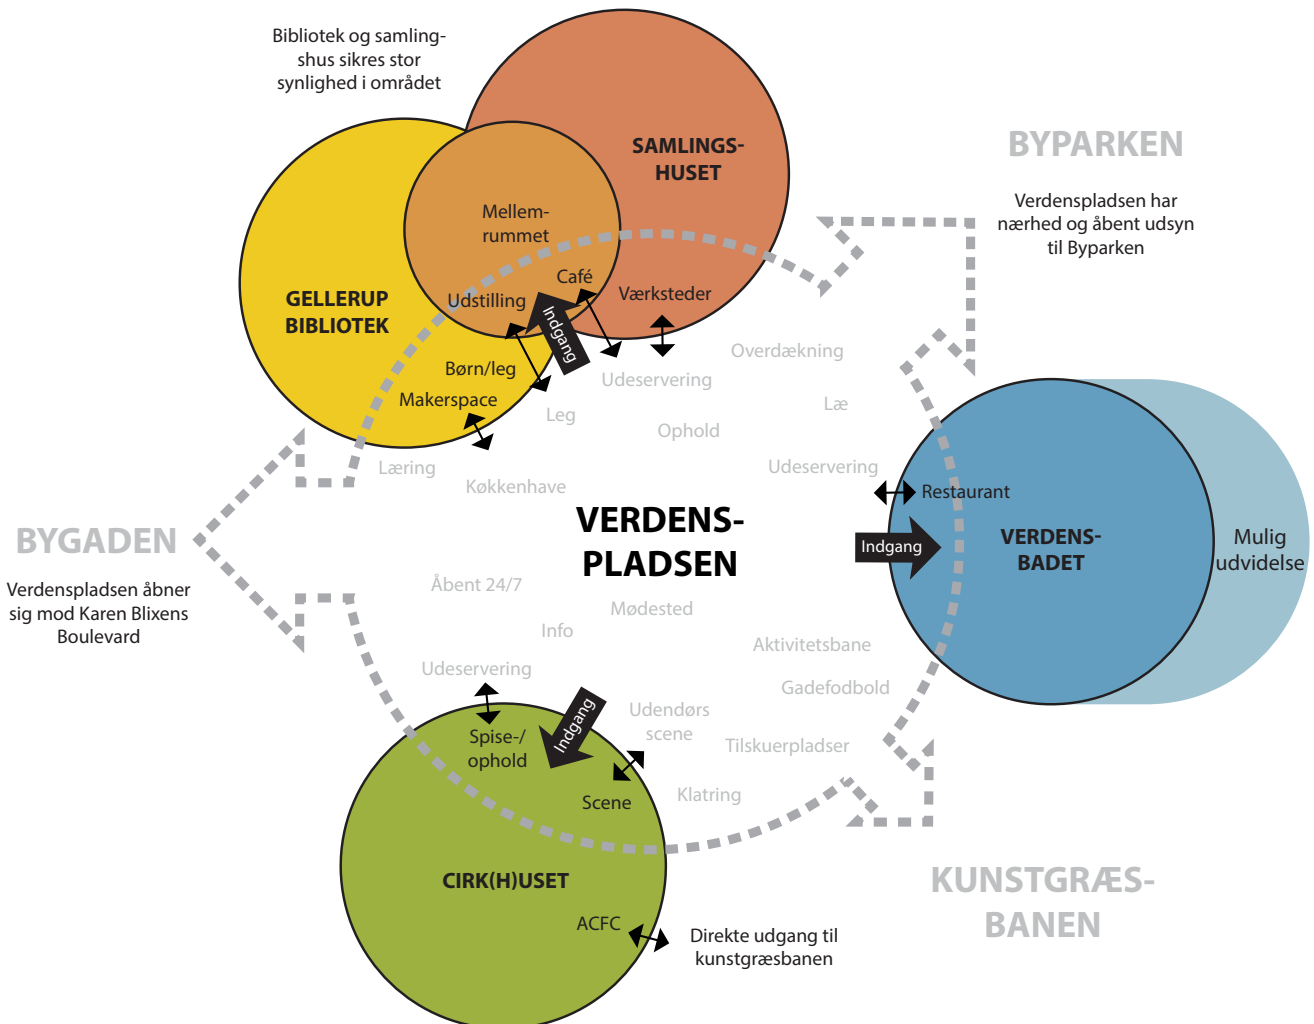 Bibliotek og samling-
shus sikres stor
synlighed i området
SAMLINGS-
HUSET
BYPARKEN
Verdenspladsen har
nærhed og åbent udsyn
til Byparken
Mellem-
rummet
GELLERUP
BIBLIOTEK
Udstilling
Café
Værksteder
Indgang
Børn/leg
Makerspace
Overdækning
Udeservering
Leg
Læ
Ophold
Læring
Køkkenhave
Udeservering
Restaurant
BYGADEN
Verdenspladsen åbner
sig mod Karen Blixens
Boulevard
VERDENS-
PLADSEN
Indgang
VERDENS-
BADET
Mulig
udvidelse
Åbent 24/7
Mødested
Info
Aktivitetsbane
Udeservering
Gadefodbold
Indgang
Udendørs
scene
Tilskuerpladser
Spise-/
ophold
Scene
Klatring
CIRK(H)USET
KUNSTGRÆS-
BANEN
ACFC
Direkte udgang til
kunstgræsbanen